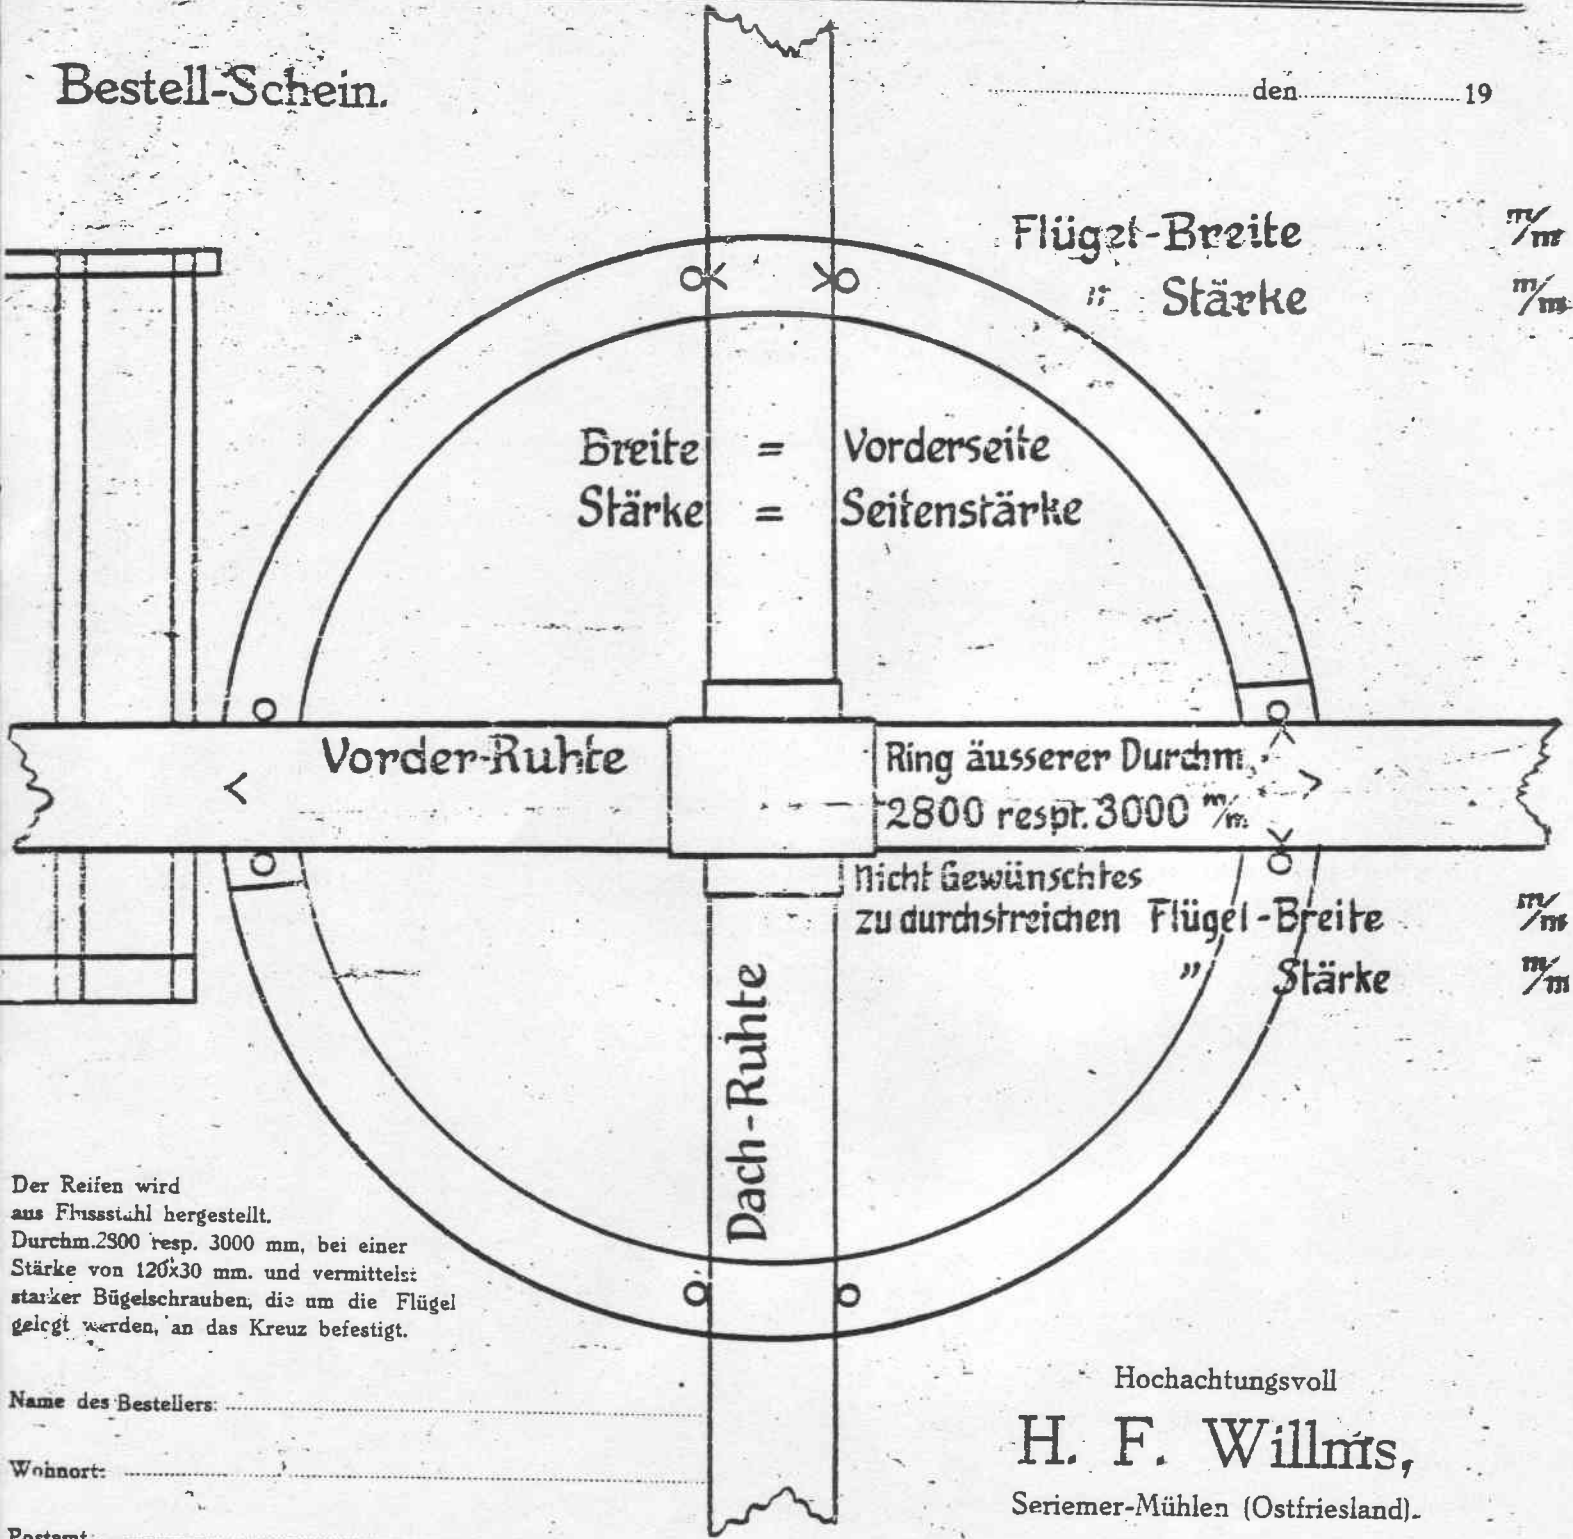 Bestell-Schein.
den 19
Flügel-Breite m/m
" Stärke m/m
Breite = Vorderseite
Stärke = Seitenstärke
Vorder-Ruhte
Ring äusserer Durchm.
2800 respt. 3000 m/m
Nicht Gewünschtes
zu durchstreichen
Flügel-Breite m/m
" Stärke m/m
Dach-Ruhte
Der Reifen wird
aus Flussstahl hergestellt.
Durchm. 2800 resp. 3000 mm, bei einer
Stärke von 120x30 mm. und vermittelst
starker Bügelschrauben, die um die Flügel
gelegt werden, an das Kreuz befestigt.
Name des Bestellers:
Wohnort:
Postamt
Hochachtungsvoll
H. F. Willms,
Seriemer-Mühlen (Ostfriesland).